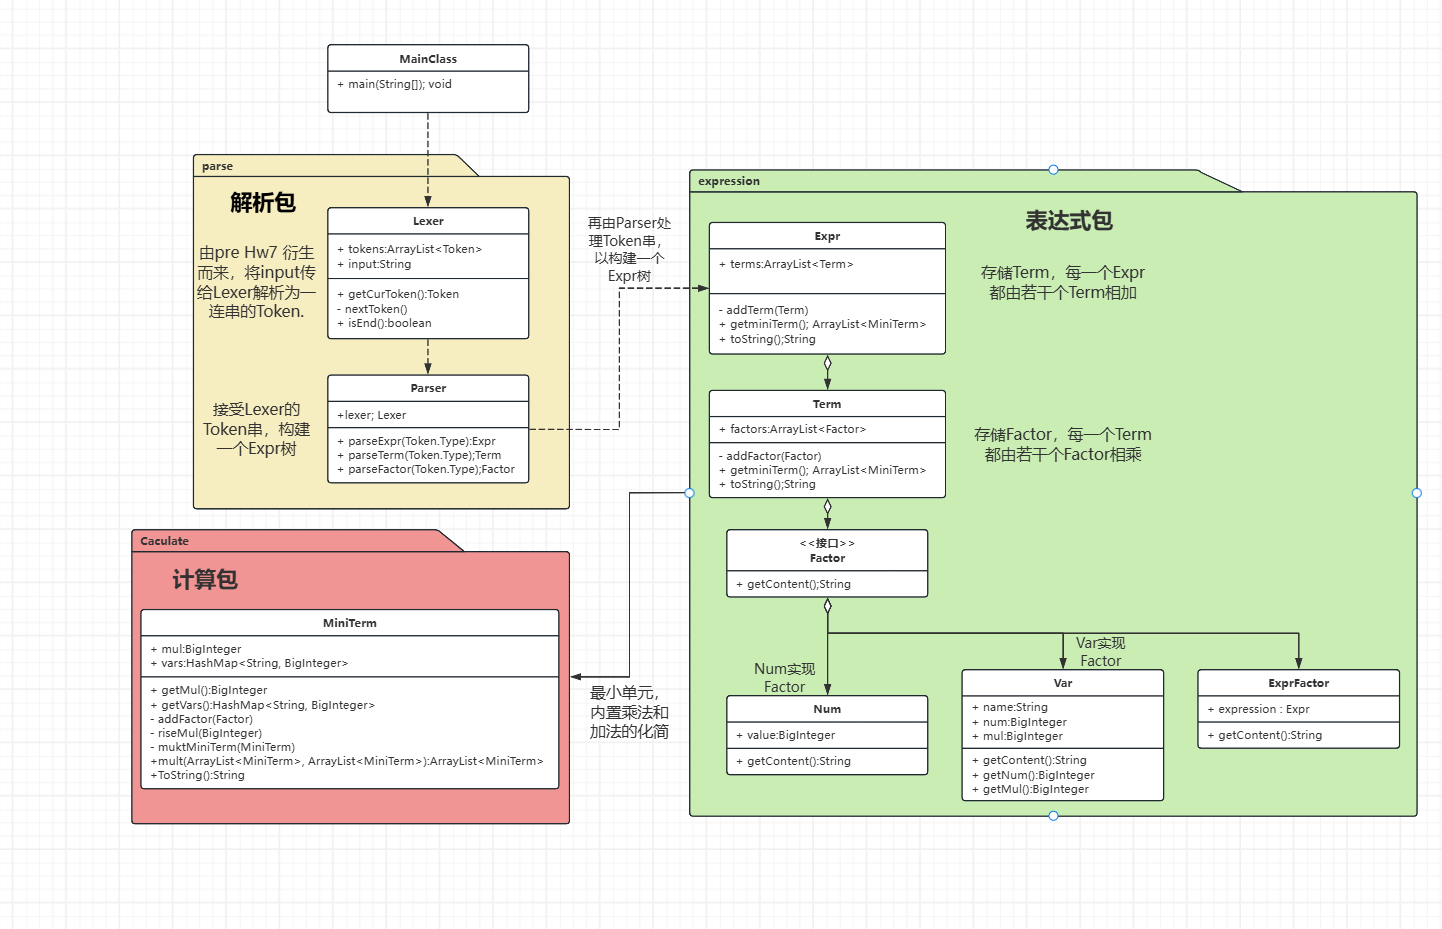 MainClass
+ main(String[]); void
parse
解析包
由pre Hw7 衍生
而来，将input传
给Lexer解析为一
连串的Token.
Lexer
+ tokens:ArrayList<Token>
+ input:String
+ getCurToken():Token
- nextToken()
+ isEnd():boolean
接受Lexer的
Token串，构建
一个Expr树
Parser
+lexer; Lexer
+ parseExpr(Token.Type):Expr
+ parseTerm(Token.Type);Term
+ parseFactor(Token.Type);Factor
再由Parser处
理Token串，
以构建一个
Expr树
expression
表达式包
Expr
+ terms:ArrayList<Term>
- addTerm(Term)
+ getminiTerm(); ArrayList<MiniTerm>
+ toString();String
存储Term，每一个Expr
都由若干个Term相加
Term
+ factors:ArrayList<Factor>
- addFactor(Factor)
+ getminiTerm(); ArrayList<MiniTerm>
+ toString();String
存储Factor，每一个Term
都由若干个Factor相乘
<<接口>>
Factor
+ getContent();String
Num实现
Factor
Var实现
Factor
Num
+ value:BigInteger
+ getContent():String
Var
+ name:String
+ num:BigInteger
+ mul:BigInteger
+ getContent():String
+ getNum():BigInteger
+ getMul():BigInteger
ExprFactor
+ expression : Expr
+ getContent():String
Caculate
计算包
MiniTerm
+ mul:BigInteger
+ vars:HashMap<String, BigInteger>
+ getMul():BigInteger
+ getVars():HashMap<String, BigInteger>
- addFactor(Factor)
- riseMul(BigInteger)
- muktMiniTerm(MiniTerm)
+mult(ArrayList<MiniTerm>, ArrayList<MiniTerm>):ArrayList<MiniTerm>
+ToString():String
最小单元，
内置乘法和
加法的化简